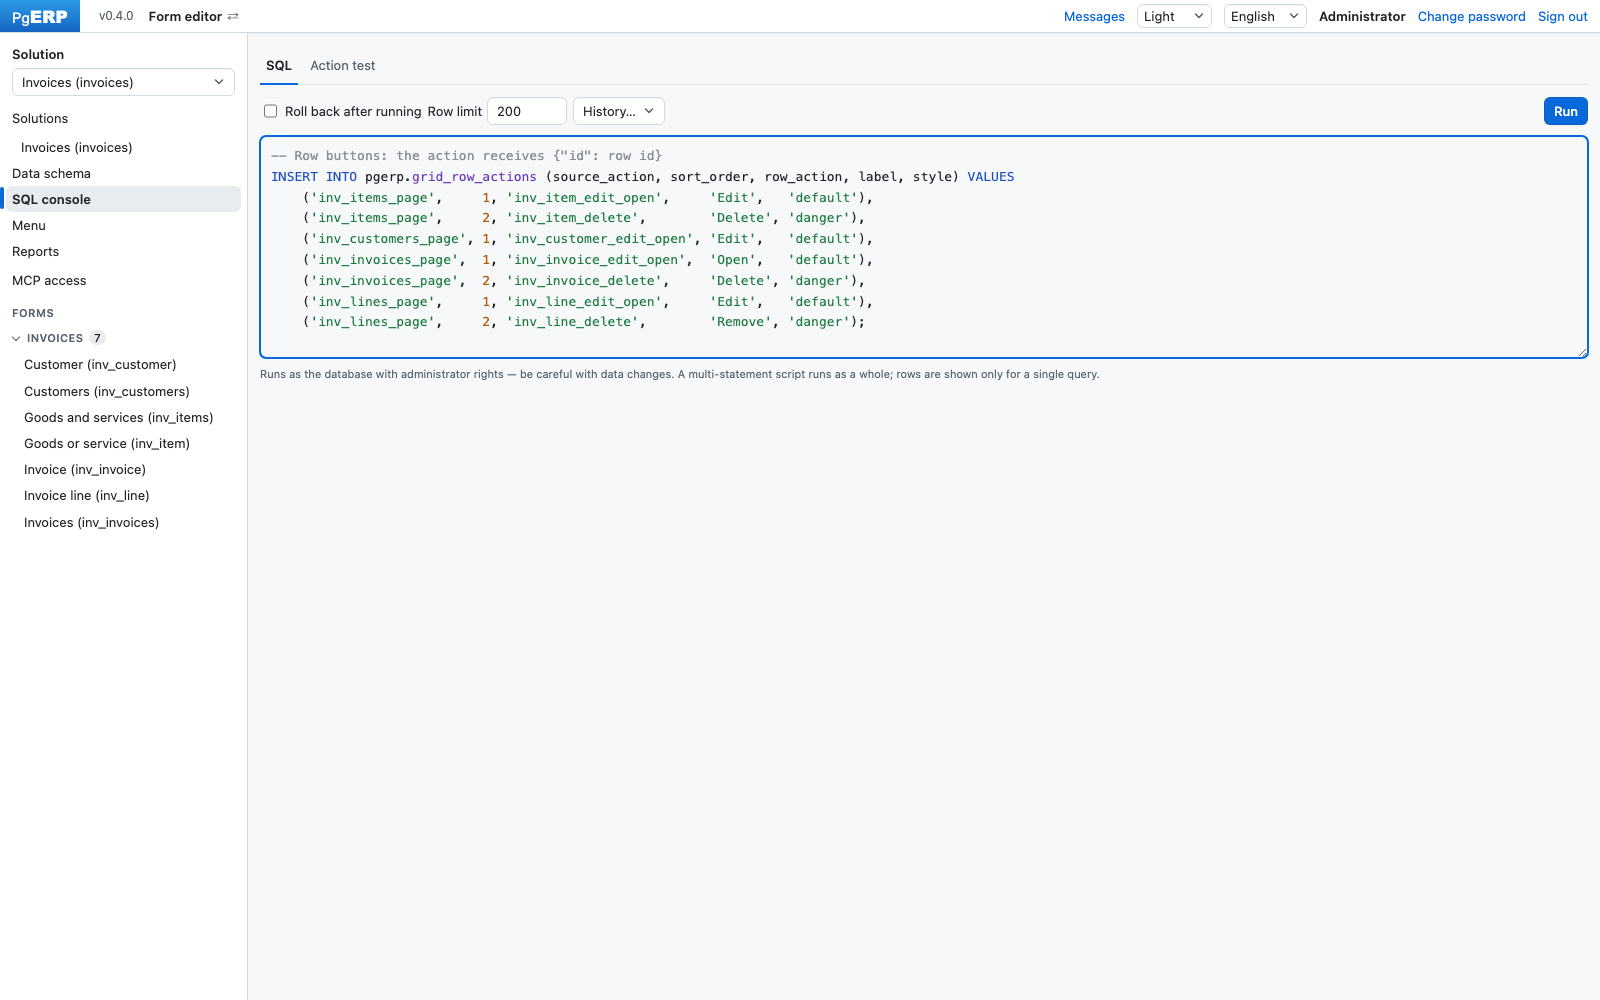 PgERP v0.4.0 Form editor ⇄ Messages Light English Administrator Change password Sign out
Solution
Invoices (invoices)
Solutions
Invoices (invoices)
Data schema
SQL console
Menu
Reports
MCP access
FORMS
INVOICES 7
Customer (inv_customer)
Customers (inv_customers)
Goods and services (inv_items)
Goods or service (inv_item)
Invoice (inv_invoice)
Invoice line (inv_line)
Invoices (inv_invoices)
SQL Action test
Roll back after running Row limit 200 History... Run
-- Row buttons: the action receives {"id": row id}
INSERT INTO pgerp.grid_row_actions (source_action, sort_order, row_action, label, style) VALUES
    ('inv_items_page',     1, 'inv_item_edit_open',     'Edit',   'default'),
    ('inv_items_page',     2, 'inv_item_delete',        'Delete', 'danger'),
    ('inv_customers_page', 1, 'inv_customer_edit_open', 'Edit',   'default'),
    ('inv_invoices_page',  1, 'inv_invoice_edit_open',  'Open',   'default'),
    ('inv_invoices_page',  2, 'inv_invoice_delete',     'Delete', 'danger'),
    ('inv_lines_page',     1, 'inv_line_edit_open',     'Edit',   'default'),
    ('inv_lines_page',     2, 'inv_line_delete',        'Remove', 'danger');
Runs as the database with administrator rights — be careful with data changes. A multi-statement script runs as a whole; rows are shown only for a single query.